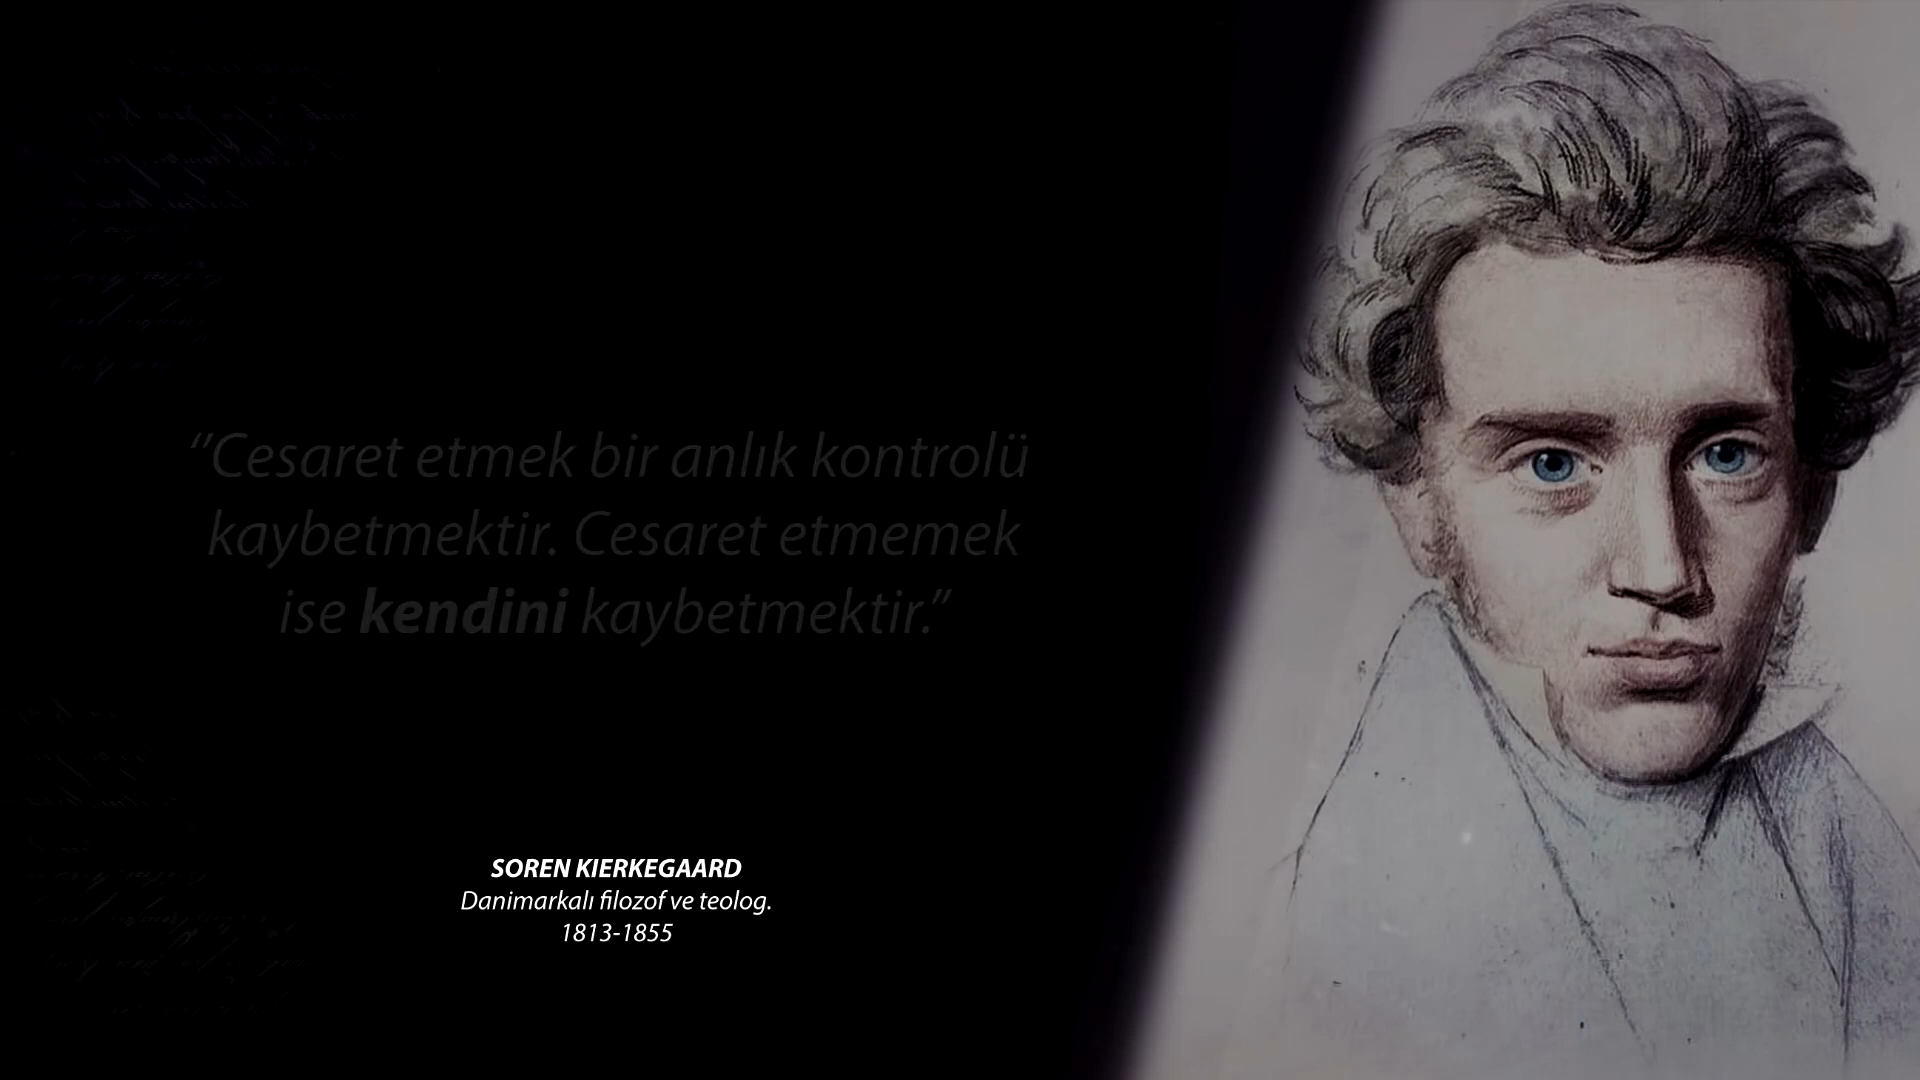 “Cesaret etmek bir anlık kontrolü
kaybetmektir. Cesaret etmemek
ise kendini kaybetmektir.”
SOREN KIERKEGAARD
Danimarkalı filozof ve teolog.
1813-1855